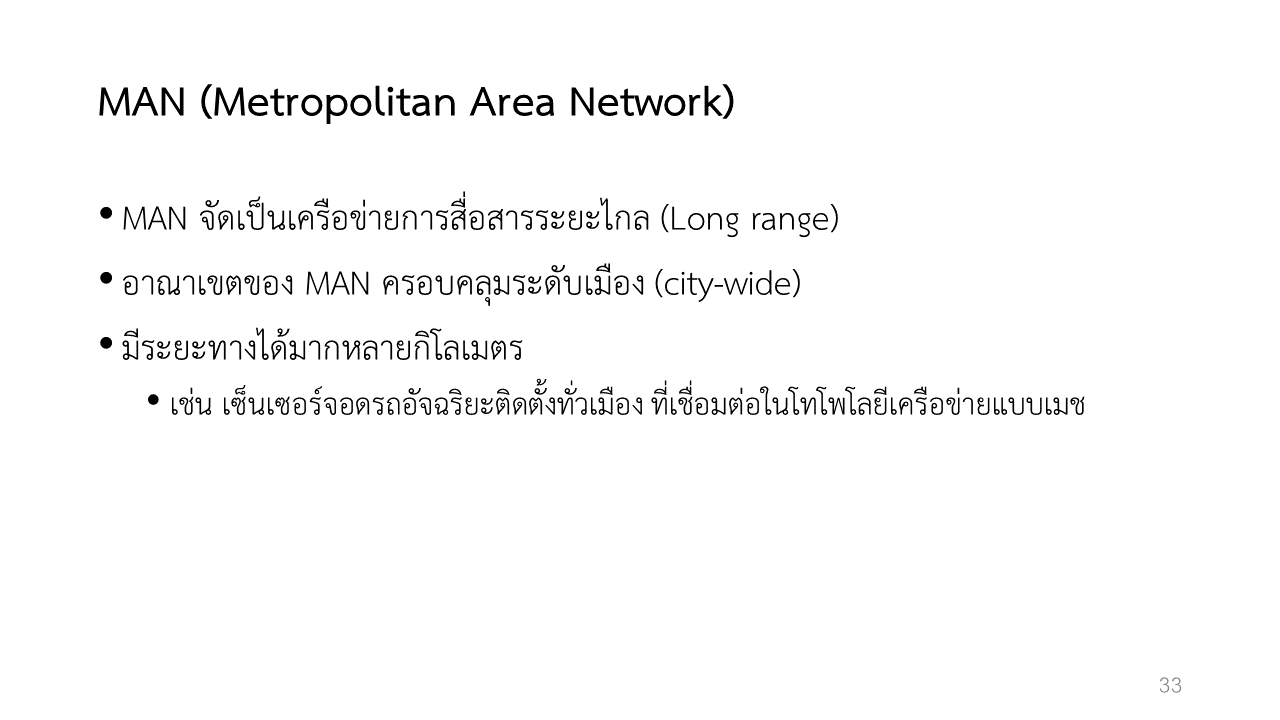 MAN (Metropolitan Area Network)
• MAN จัดเป็นเครือข่ายการสื่อสารระยะไกล (Long range)
• อาณาเขตของ MAN ครอบคลุมระดับเมือง (city-wide)
• มีระยะทางได้มากหลายกิโลเมตร
• เช่น เซ็นเซอร์จอดรถอัจฉริยะติดตั้งทั่วเมือง ที่เชื่อมต่อในโทโพโลยีเครือข่ายแบบเมช
33